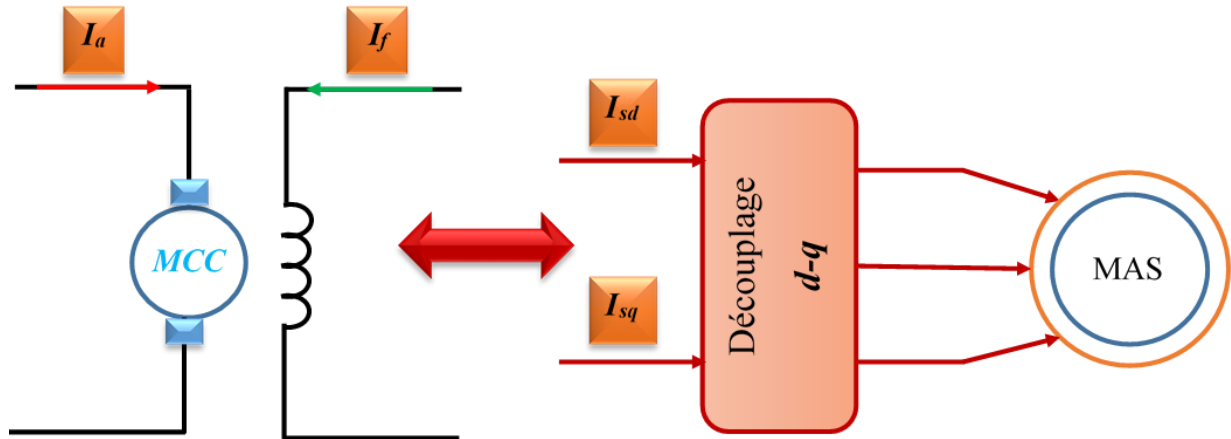 Ia
If
MCC
Isd
Isq
Découplage
d-q
MAS